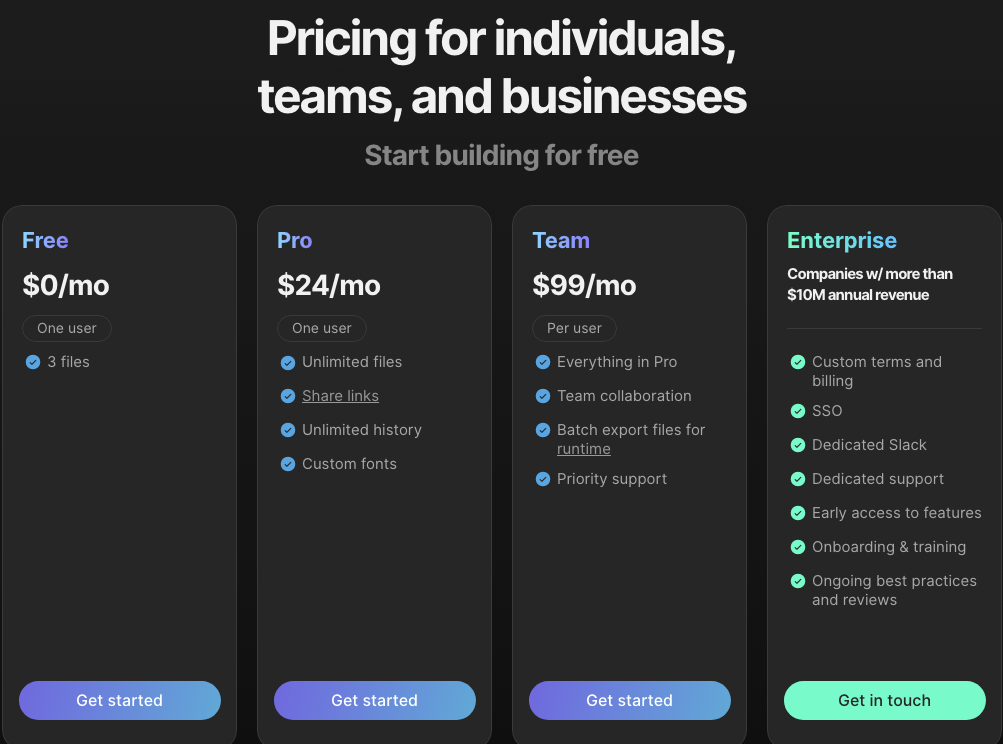 Pricing for individuals,
teams, and businesses
Start building for free
Free
$0/mo
One user
3 files
Get started
Pro
$24/mo
One user
Unlimited files
Share links
Unlimited history
Custom fonts
Get started
Team
$99/mo
Per user
Everything in Pro
Team collaboration
Batch export files for
runtime
Priority support
Get started
Enterprise
Companies w/ more than
$10M annual revenue
Custom terms and
billing
SSO
Dedicated Slack
Dedicated support
Early access to features
Onboarding & training
Ongoing best practices
and reviews
Get in touch